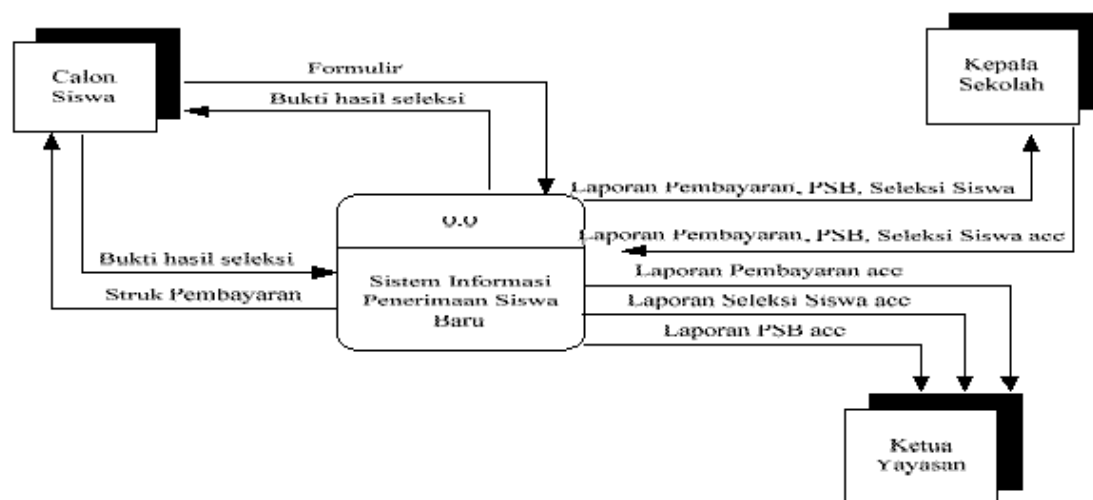 Calon
Siswa
Formulir
Bukti hasil seleksi
Kepala
Sekolah
Laporan Pembayaran, PSB, Seleksi Siswa
0.0
Laporan Pembayaran, PSB, Seleksi Siswa acc
Bukti hasil seleksi
Struk Pembayaran
Sistem Informasi
Penerimaan Siswa
Baru
Laporan Pembayaran acc
Laporan Seleksi Siswa acc
Laporan PSB acc
Ketua
Yayasan